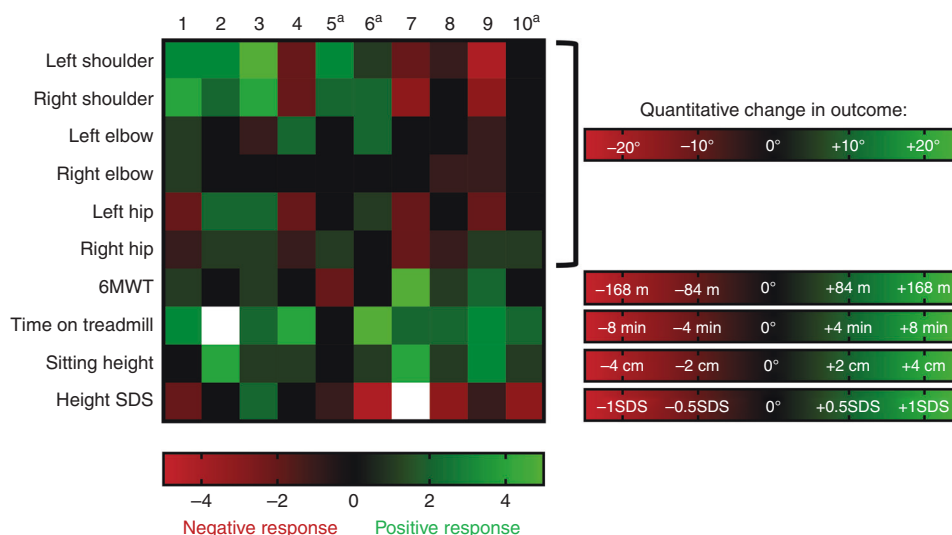 1 2 3 4 5ᵃ 6ᵃ 7 8 9 10ᵃ
Left shoulder
Right shoulder
Left elbow
Right elbow
Left hip
Right hip
6MWT
Time on treadmill
Sitting height
Height SDS
Quantitative change in outcome:
–20° –10° 0° +10° +20°
–168 m –84 m 0° +84 m +168 m
–8 min –4 min 0° +4 min +8 min
–4 cm –2 cm 0° +2 cm +4 cm
–1SDS –0.5SDS 0° +0.5SDS +1SDS
–4 –2 0 2 4
Negative response Positive response